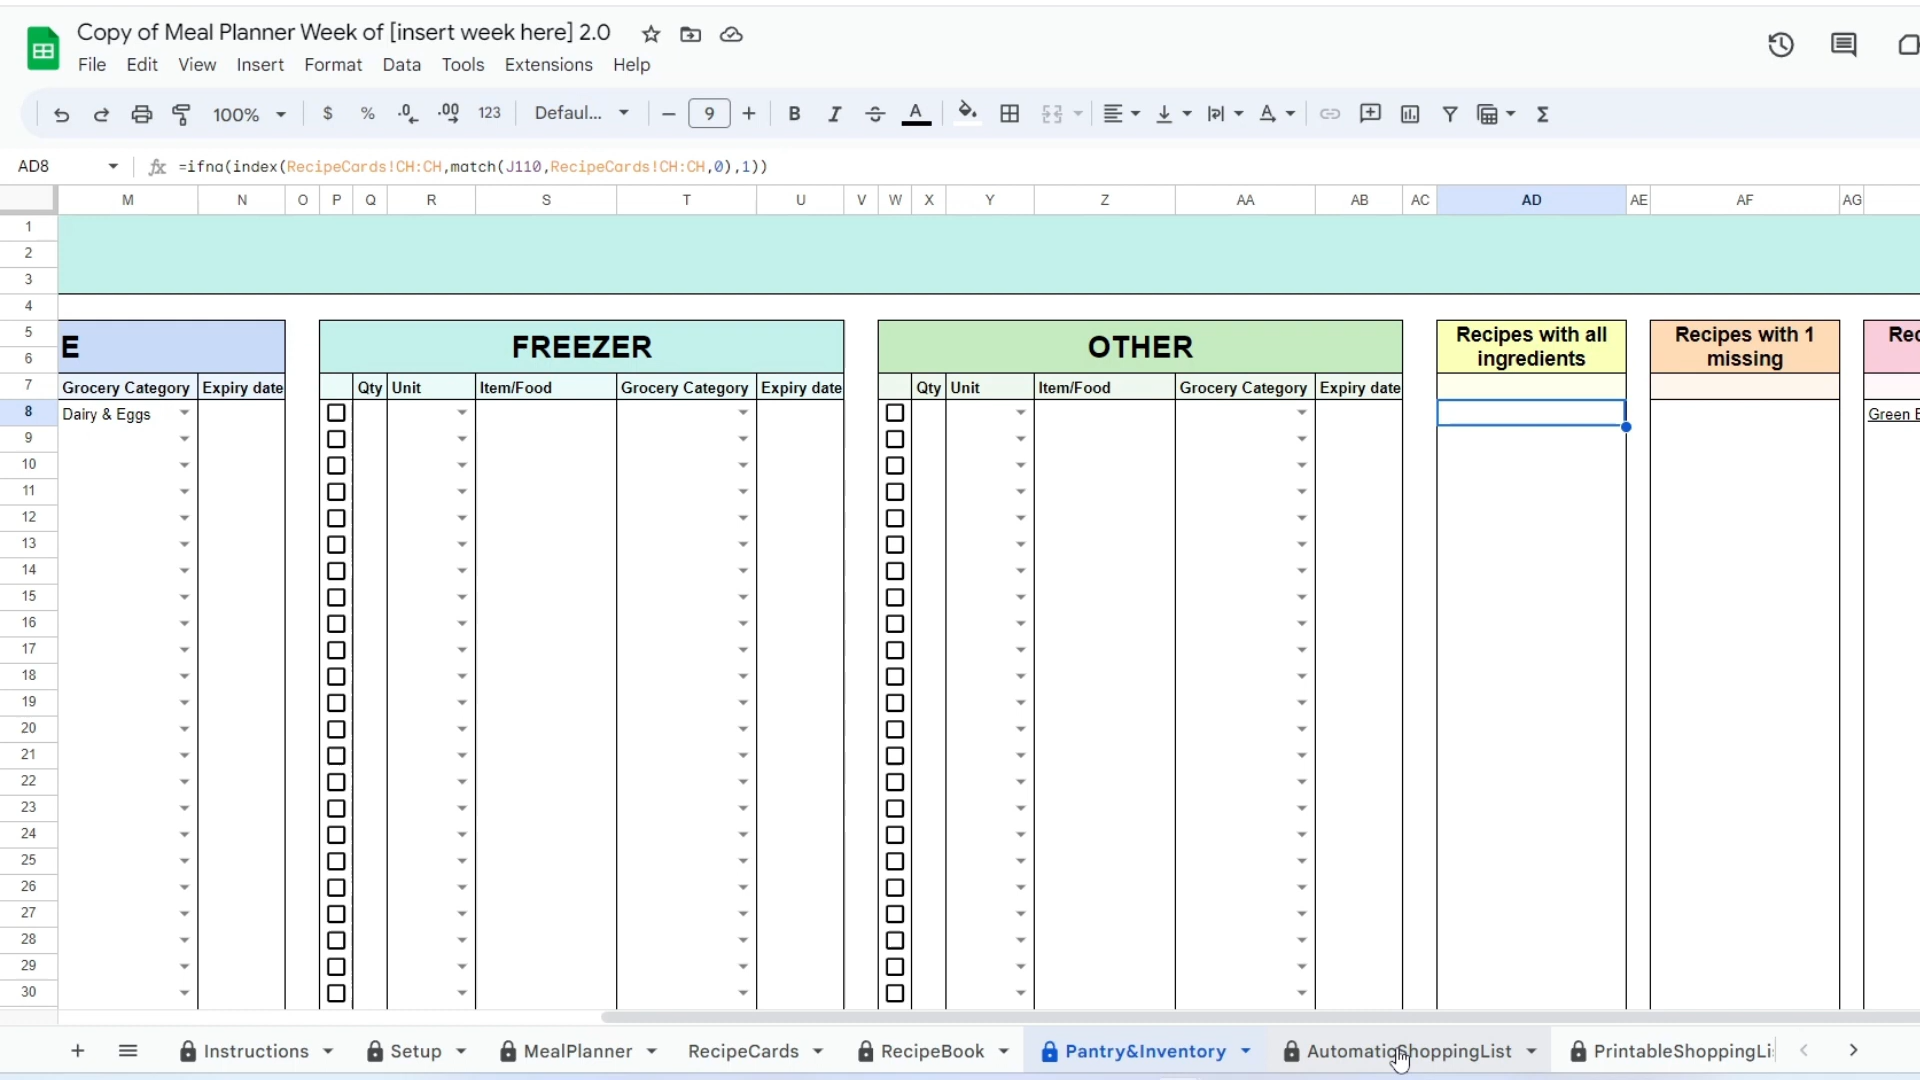 Copy of Meal Planner Week of [insert week here] 2.0
File Edit View Insert Format Data Tools Extensions Help
100% $ % .0 .00 123 Defaul... − 9 + B I A Σ
AD8 fx =ifna(index(RecipeCards!CH:CH,match(J110,RecipeCards!CH:CH,0),1))
M N O P Q R S T U V W X Y Z AA AB AC AD AE AF AG
1
2
3
4
5
6
E FREEZER OTHER
Recipes with all
ingredients
Recipes with 1
missing
7 Grocery Category Expiry date Qty Unit Item/Food Grocery Category Expiry date Qty Unit Item/Food Grocery Category Expiry date
8 Dairy & Eggs
9
10
11
12
13
14
15
16
17
18
19
20
21
22
23
24
25
26
27
28
29
30
+ Instructions Setup MealPlanner RecipeCards RecipeBook Pantry&Inventory AutomaticShoppingList PrintableShoppingLi